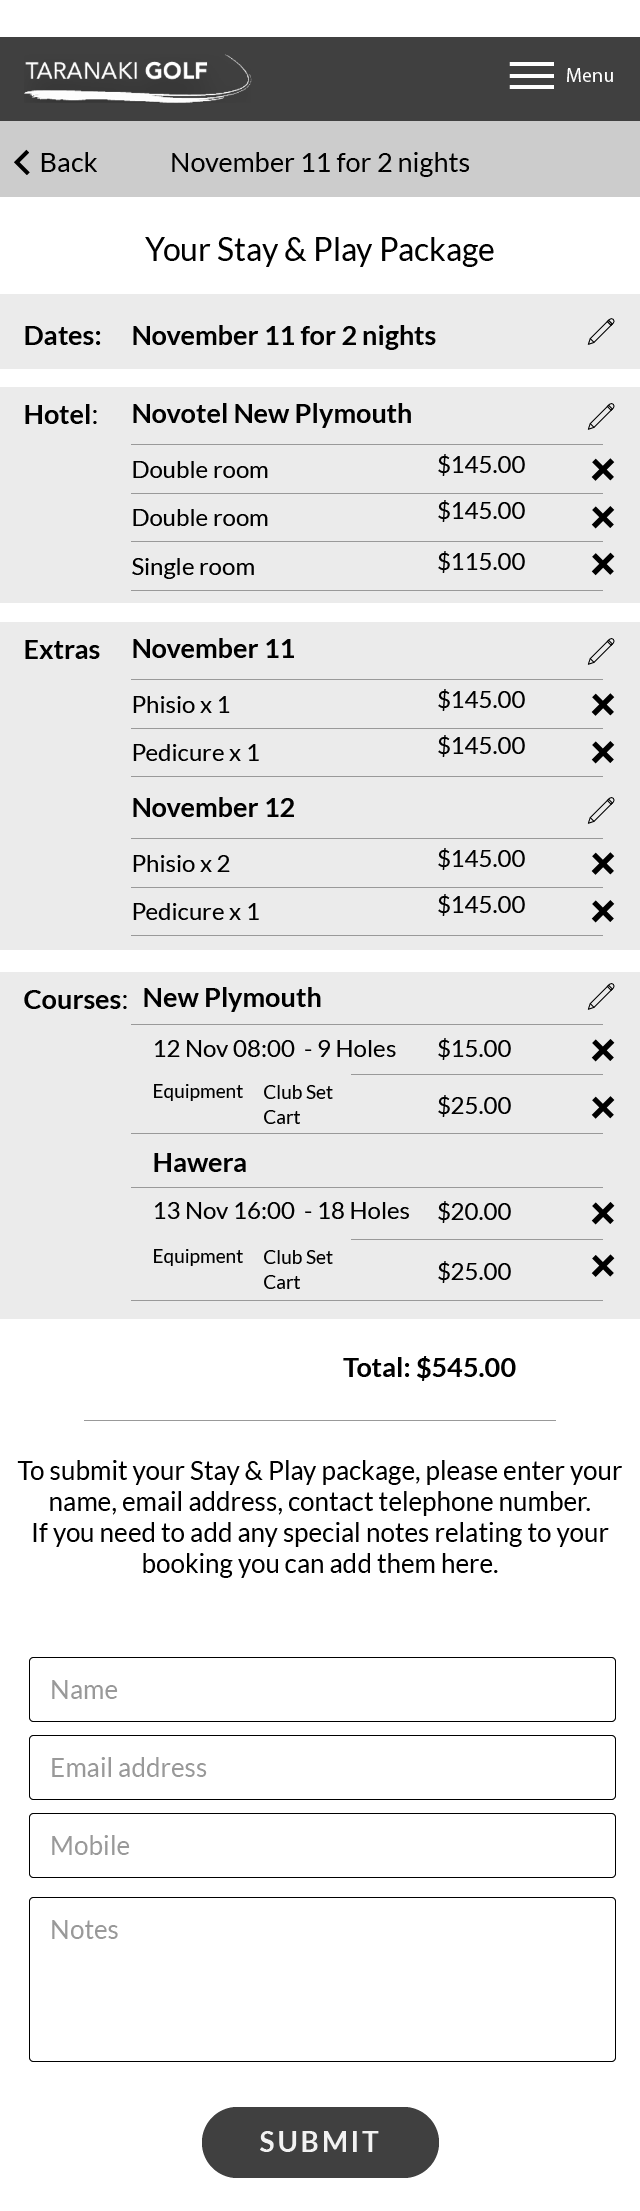 TARANAKI GOLF
Menu
Back
November 11 for 2 nights
Your Stay & Play Package
Dates: November 11 for 2 nights
Hotel: Novotel New Plymouth
Double room $145.00
Double room $145.00
Single room $115.00
Extras November 11
Phisio x 1 $145.00
Pedicure x 1 $145.00
November 12
Phisio x 2 $145.00
Pedicure x 1 $145.00
Courses: New Plymouth
12 Nov 08:00 - 9 Holes $15.00
Equipment Club Set
Cart $25.00
Hawera
13 Nov 16:00 - 18 Holes $20.00
Equipment Club Set
Cart $25.00
Total: $545.00
To submit your Stay & Play package, please enter your
name, email address, contact telephone number.
If you need to add any special notes relating to your
booking you can add them here.
Name
Email address
Mobile
Notes
SUBMIT